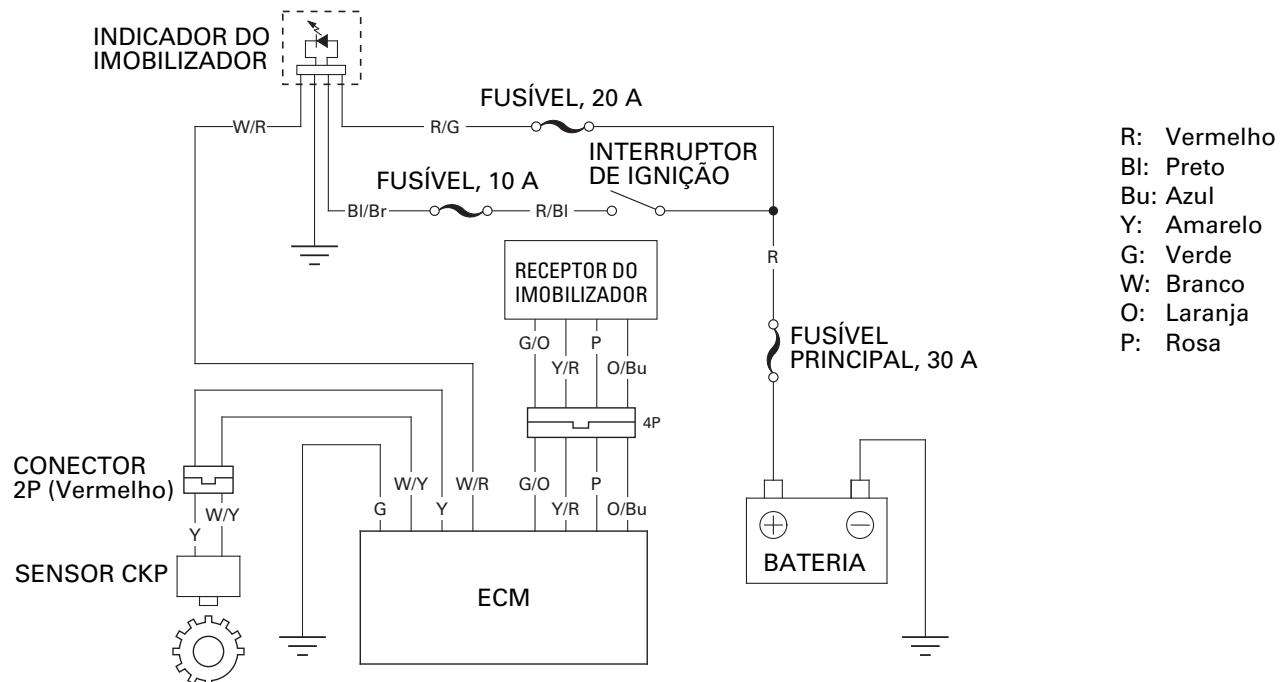 INDICADOR DO
IMOBILIZADOR
FUSÍVEL, 20 A
W/R
R/G
INTERRUPTOR
DE IGNIÇÃO
FUSÍVEL, 10 A
Bl/Br
R/Bl
R
RECEPTOR DO
IMOBILIZADOR
G/O
P
Y/R
O/Bu
FUSÍVEL
PRINCIPAL, 30 A
4P
CONECTOR
2P (Vermelho)
W/Y
W/R
G/O
P
G
Y
Y/R
O/Bu
W/Y
Y
SENSOR CKP
ECM
BATERIA
R: Vermelho
Bl: Preto
Bu: Azul
Y: Amarelo
G: Verde
W: Branco
O: Laranja
P: Rosa